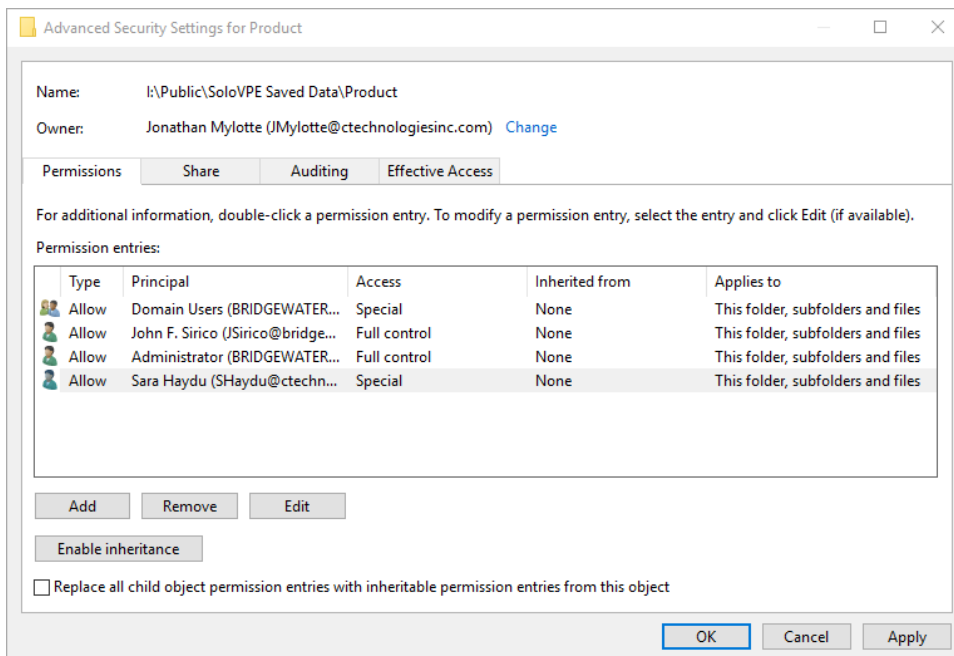 Advanced Security Settings for Product
Name: I:\Public\SoloVPE Saved Data\Product
Owner: Jonathan Mylotte (JMylotte@ctechnologiesinc.com) Change
Permissions Share Auditing Effective Access
For additional information, double-click a permission entry. To modify a permission entry, select the entry and click Edit (if available).
Permission entries:
Type Principal Access Inherited from Applies to
Allow Domain Users (BRIDGEWATER... Special None This folder, subfolders and files
Allow John F. Sirico (JSirico@bridge... Full control None This folder, subfolders and files
Allow Administrator (BRIDGEWATER... Full control None This folder, subfolders and files
Allow Sara Haydu (SHaydu@ctechn... Special None This folder, subfolders and files
Add Remove Edit
Enable inheritance
Replace all child object permission entries with inheritable permission entries from this object
OK Cancel Apply